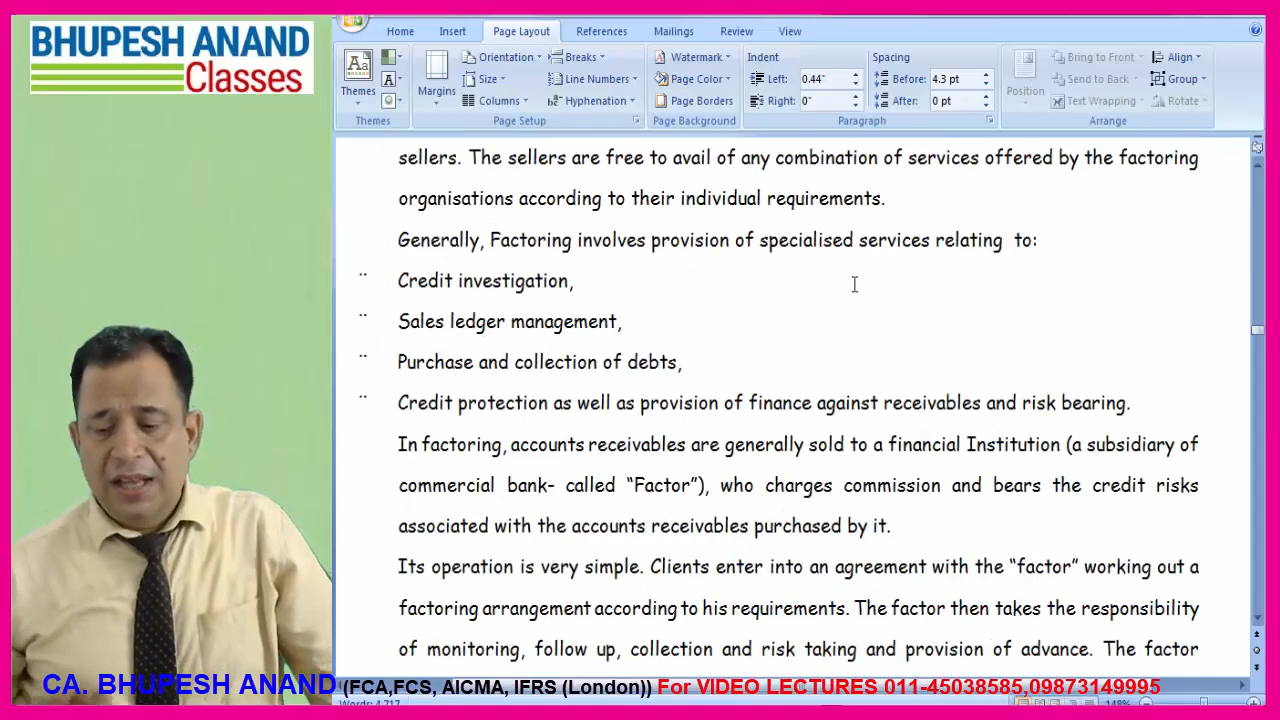 BHUPESH ANAND
Classes
Home Insert Page Layout References Mailings Review View
Themes
Margins
Orientation
Size
Columns
Breaks
Line Numbers
Hyphenation
Watermark
Page Color
Page Borders
Indent
Left: 0.44"
Right: 0"
Spacing
Before: 4.3 pt
After: 0 pt
Position
Bring to Front
Send to Back
Text Wrapping
Align
Group
Rotate
Themes Page Setup Page Background Paragraph Arrange
sellers. The sellers are free to avail of any combination of services offered by the factoring
organisations according to their individual requirements.
Generally, Factoring involves provision of specialised services relating to:
¨ Credit investigation,
¨ Sales ledger management,
¨ Purchase and collection of debts,
¨ Credit protection as well as provision of finance against receivables and risk bearing.
In factoring, accounts receivables are generally sold to a financial Institution (a subsidiary of
commercial bank- called “Factor”), who charges commission and bears the credit risks
associated with the accounts receivables purchased by it.
Its operation is very simple. Clients enter into an agreement with the “factor” working out a
factoring arrangement according to his requirements. The factor then takes the responsibility
of monitoring, follow up, collection and risk taking and provision of advance. The factor
CA. BHUPESH ANAND (FCA,FCS, AICMA, IFRS (London)) For VIDEO LECTURES 011-45038585,09873149995
Words: 4,717
148%